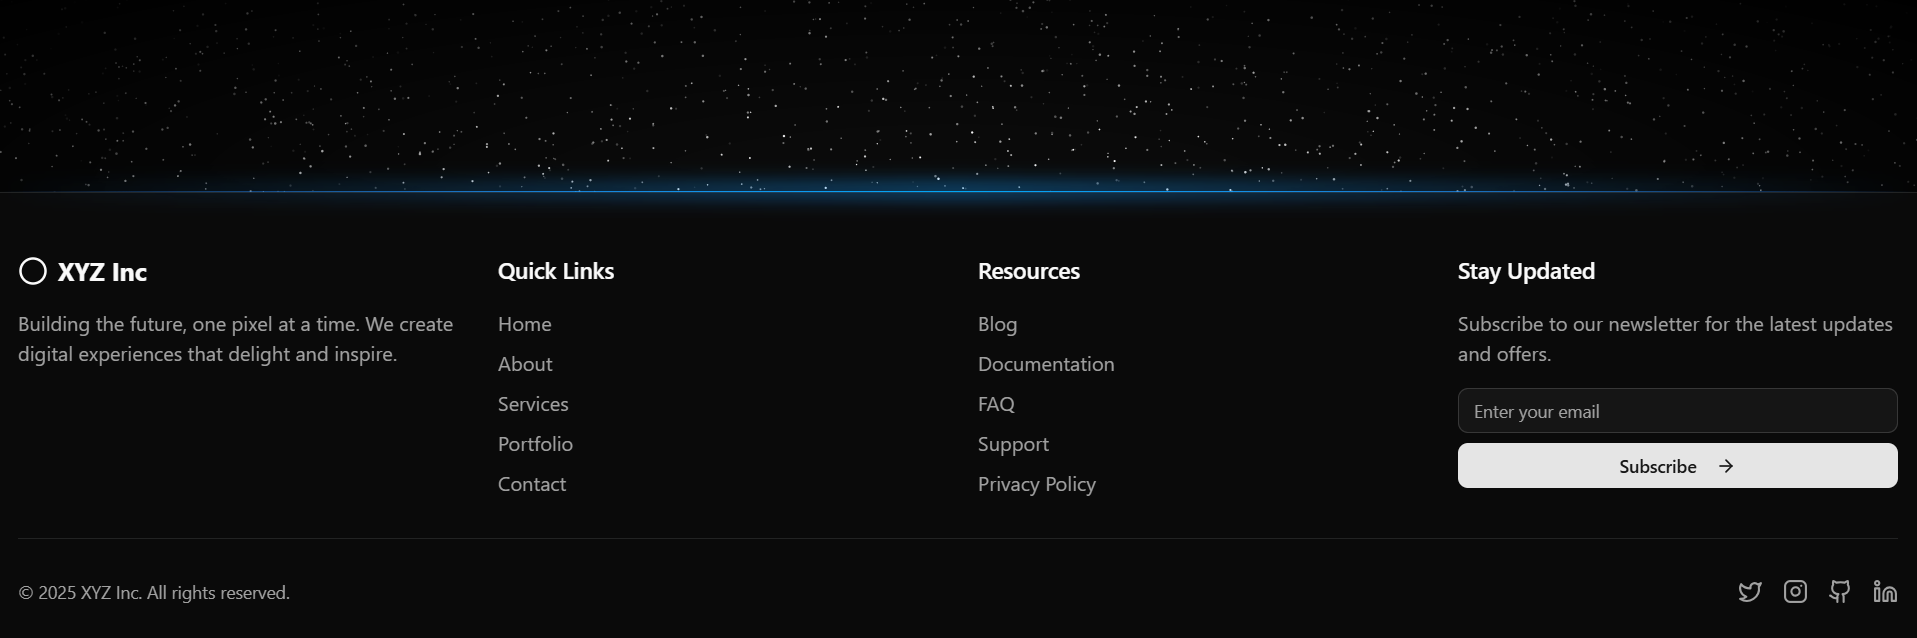 XYZ Inc
Building the future, one pixel at a time. We create
digital experiences that delight and inspire.
Quick Links
Home
About
Services
Portfolio
Contact
Resources
Blog
Documentation
FAQ
Support
Privacy Policy
Stay Updated
Subscribe to our newsletter for the latest updates
and offers.
Enter your email
Subscribe →
© 2025 XYZ Inc. All rights reserved.